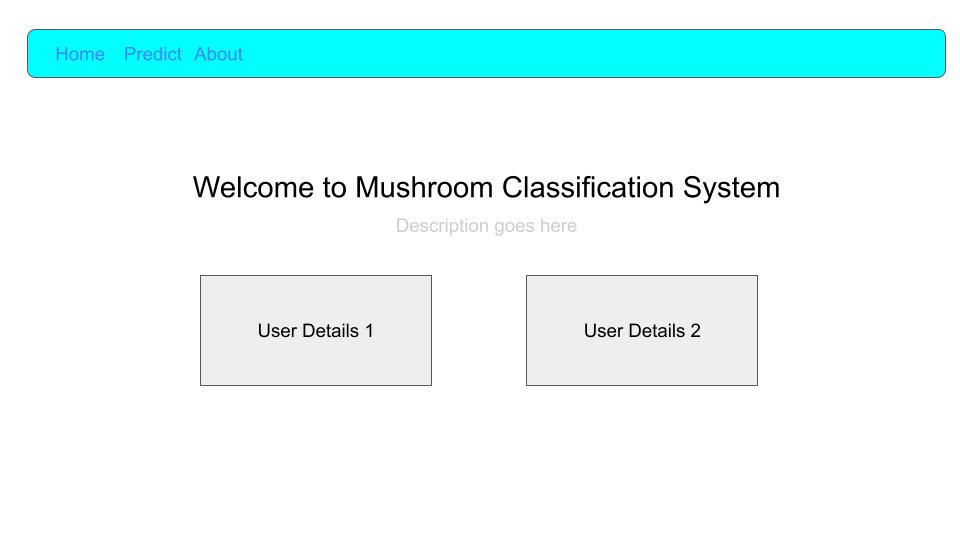 Home Predict About
Welcome to Mushroom Classification System
Description goes here
User Details 1
User Details 2